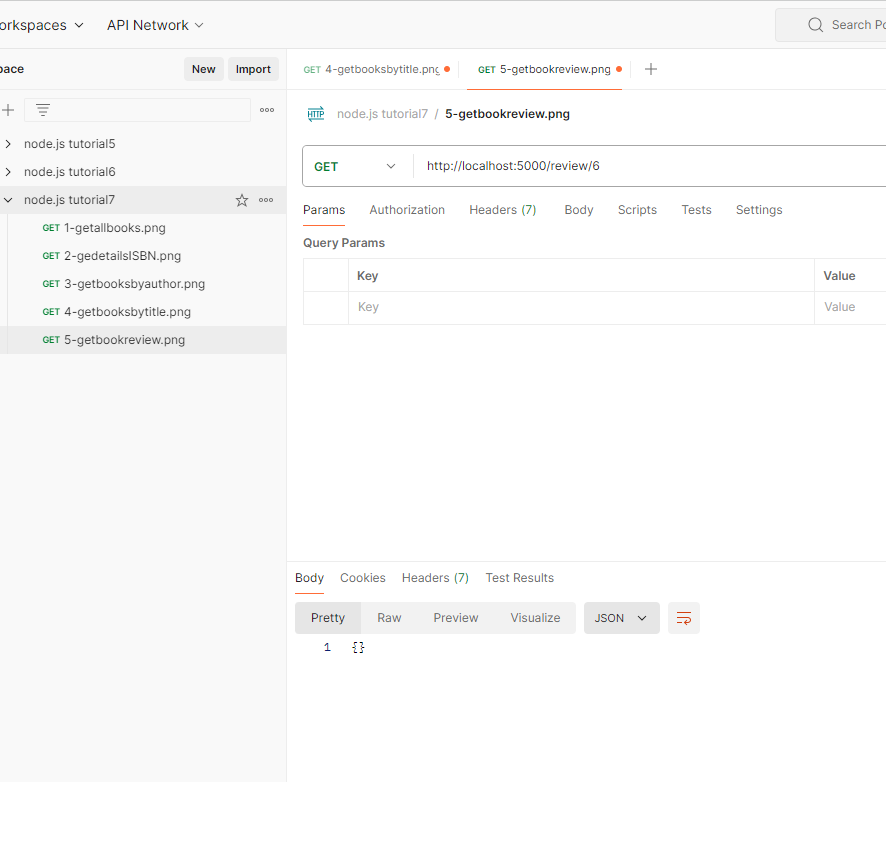 orkspaces API Network Search Po
pace New Import
GET 4-getbooksbytitle.png GET 5-getbookreview.png
node.js tutorial7 / 5-getbookreview.png
node.js tutorial5
node.js tutorial6
node.js tutorial7
GET 1-getallbooks.png
GET 2-gedetailsISBN.png
GET 3-getbooksbyauthor.png
GET 4-getbooksbytitle.png
GET 5-getbookreview.png
HTTP
GET http://localhost:5000/review/6
Params Authorization Headers (7) Body Scripts Tests Settings
Query Params
Key Value
Key Value
Body Cookies Headers (7) Test Results
Pretty Raw Preview Visualize JSON
1 {}